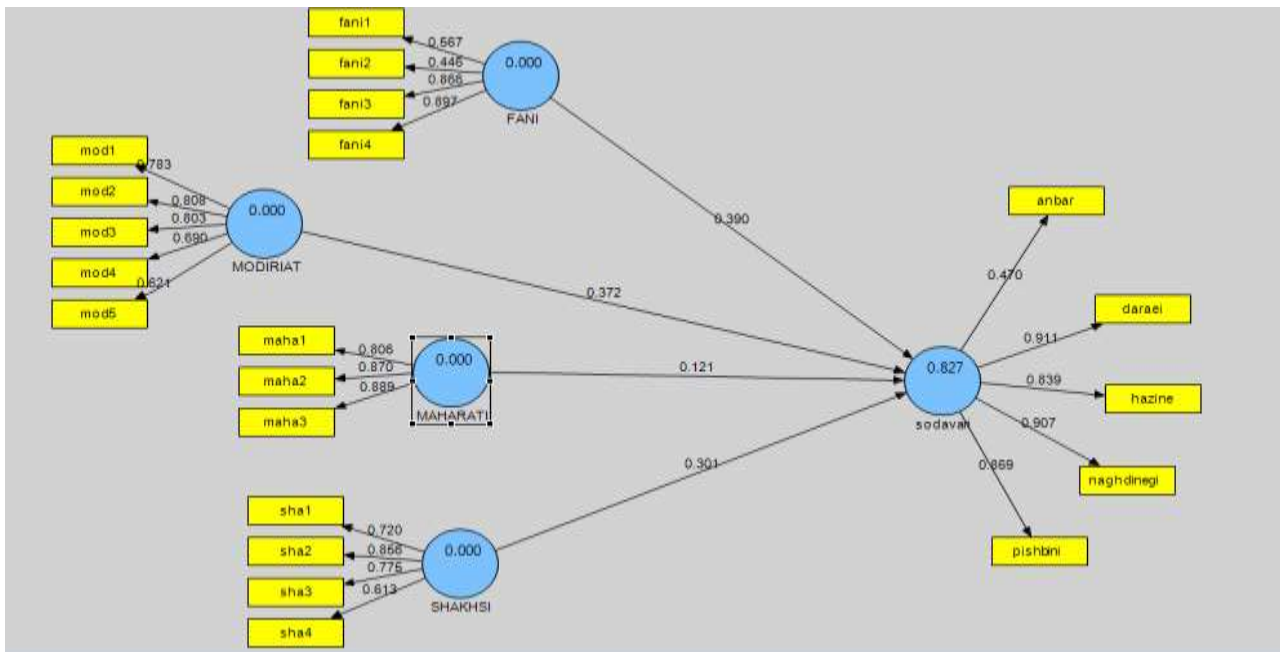 fani1
0.567
fani2
0.446
0.866
fani3
0.897
fani4
0.000
FANI
mod1
0.783
mod2
0.808
mod3
0.803
0.690
mod4
0.621
mod5
0.000
MODIRIAT
0.390
0.372
anbar
0.470
maha1
0.806
maha2
0.870
0.889
maha3
0.000
MAHARATI
0.121
0.827
sodavari
daraei
0.911
0.839
hazine
0.907
naghdinegi
0.869
pishbini
0.301
sha1
0.720
sha2
0.856
0.775
sha3
0.613
sha4
0.000
SHAKHSI